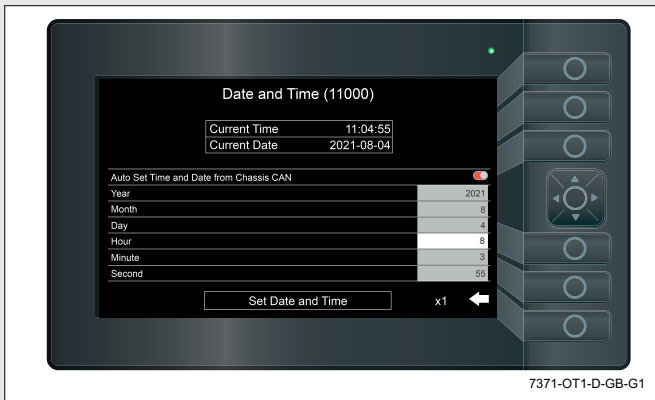 Date and Time (11000)
Current Time 11:04:55
Current Date 2021-08-04
Auto Set Time and Date from Chassis CAN
Year 2021
Month 8
Day 4
Hour 8
Minute 3
Second 55
Set Date and Time x1
7371-OT1-D-GB-G1